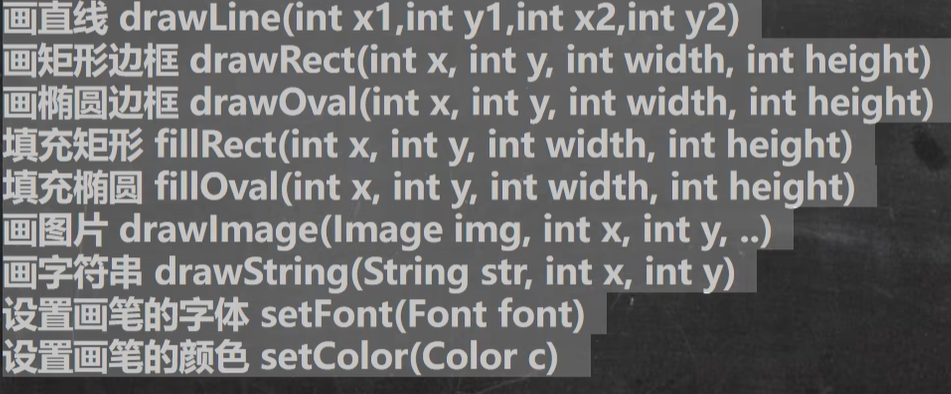 画直线 drawLine(int x1,int y1,int x2,int y2)
画矩形边框 drawRect(int x, int y, int width, int height)
画椭圆边框 drawOval(int x, int y, int width, int height)
填充矩形 fillRect(int x, int y, int width, int height)
填充椭圆 fillOval(int x, int y, int width, int height)
画图片 drawImage(Image img, int x, int y, ..)
画字符串 drawString(String str, int x, int y)
设置画笔的字体 setFont(Font font)
设置画笔的颜色 setColor(Color c)